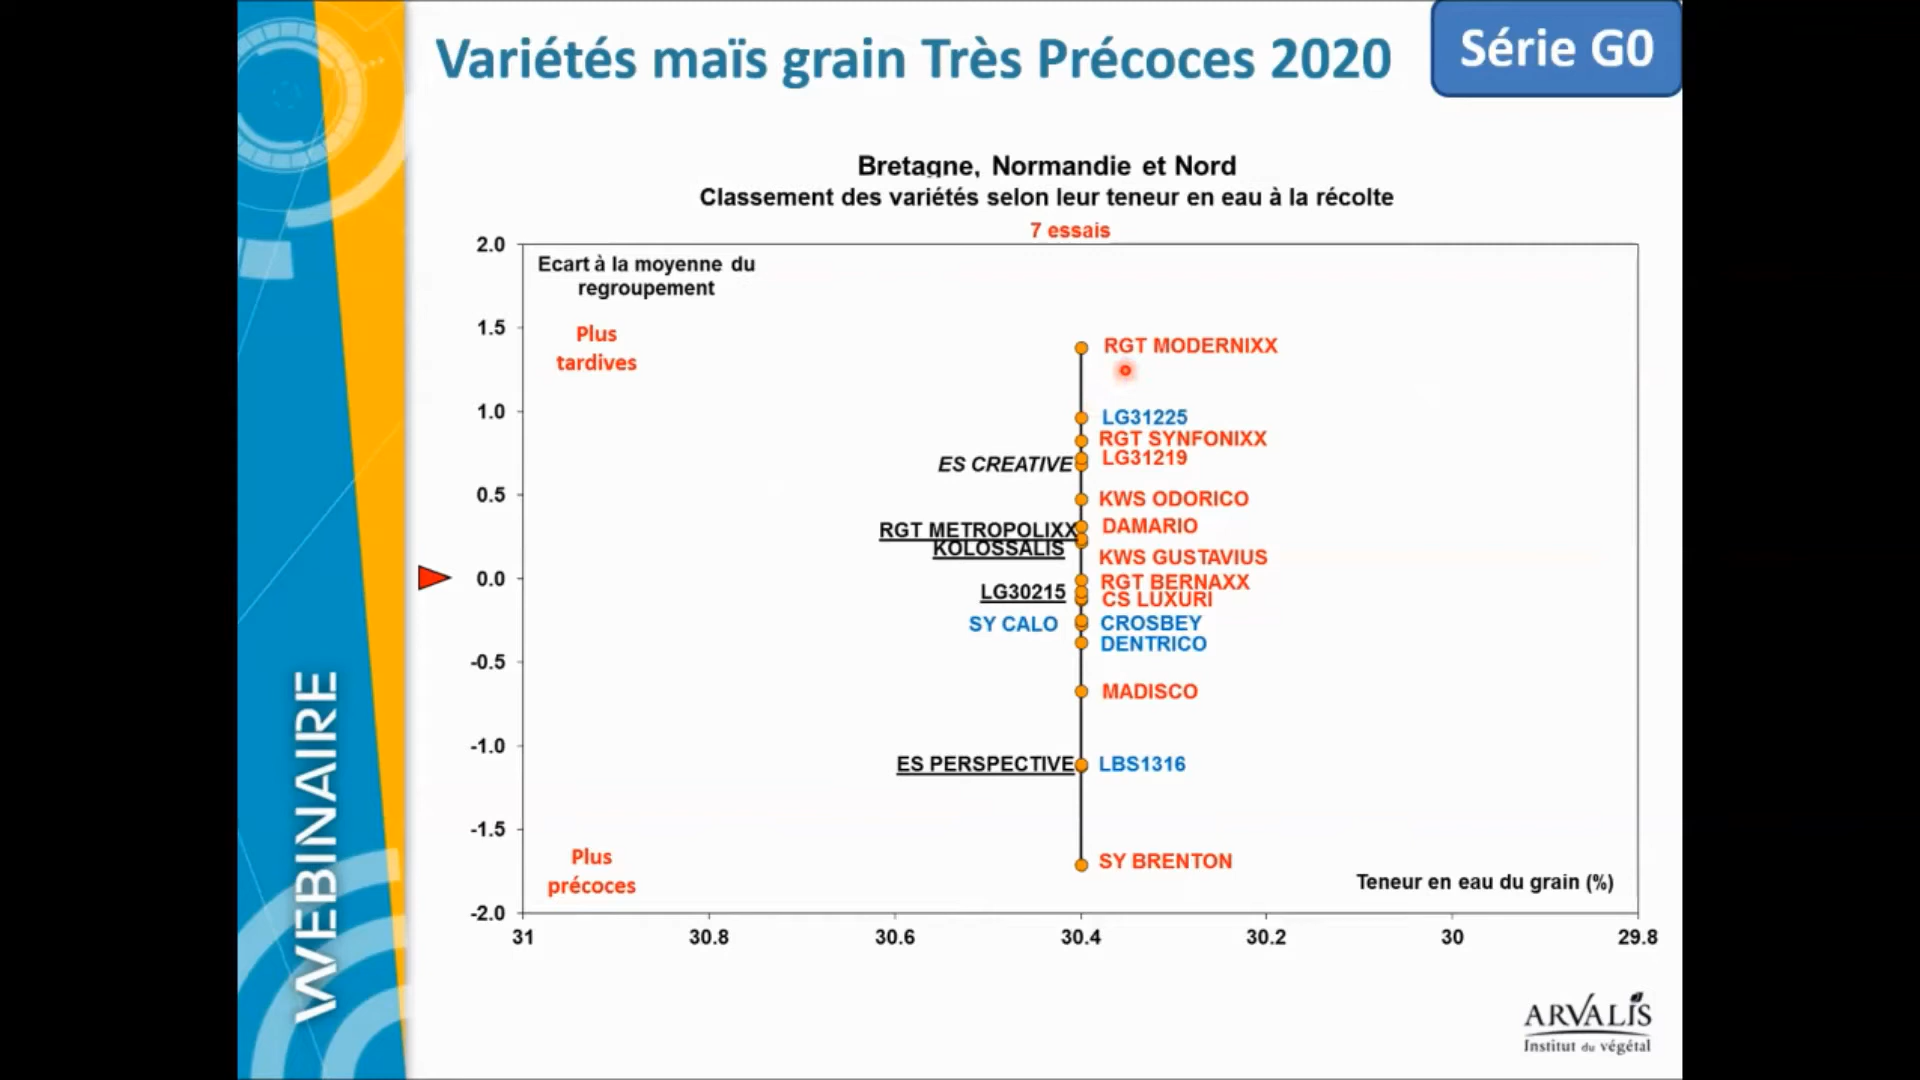 Variétés maïs grain Très Précoces 2020
Série G0
Bretagne, Normandie et Nord
Classement des variétés selon leur teneur en eau à la récolte
7 essais
2.0
Ecart à la moyenne du
regroupement
1.5
Plus
tardives
RGT MODERNIXX
1.0
LG31225
RGT SYNFONIXX
ES CREATIVE
LG31219
0.5
KWS ODORICO
RGT METROPOLIXX
DAMARIO
KOLOSSALIS
KWS GUSTAVIUS
0.0
RGT BERNAXX
LG30215
CS LUXURI
SY CALO
CROSBEY
DENTRICO
-0.5
MADISCO
-1.0
ES PERSPECTIVE
LBS1316
-1.5
Plus
précoces
SY BRENTON
Teneur en eau du grain (%)
-2.0
31 30.8 30.6 30.4 30.2 30 29.8
WEBINAIRE
ARVALIS
Institut du végétal